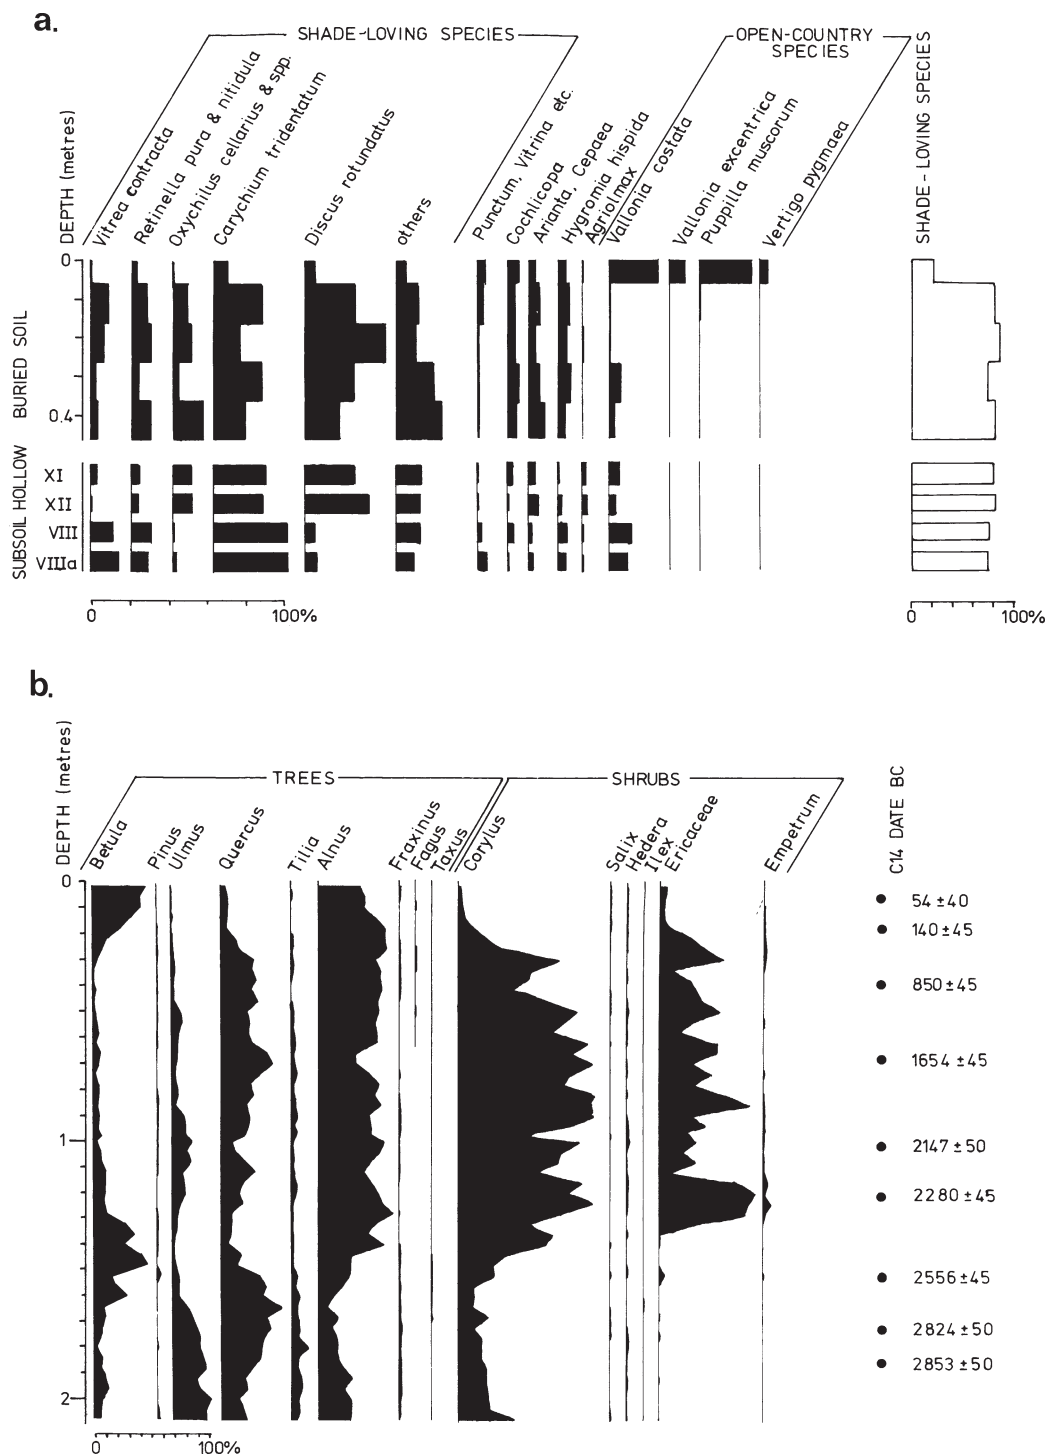 a.
SHADE-LOVING SPECIES
OPEN-COUNTRY
SPECIES
SHADE-LOVING SPECIES
DEPTH (metres)
Vitrea contracta
Retinella pura & nitidula
Oxychilus cellarius & spp.
Carychium tridentatum
Discus rotundatus
others
Punctum, Vitrina etc.
Cochlicopa
Arianta, Cepaea
Hygromia hispida
Agriolmax
Vallonia costata
Vallonia excentrica
Puppilla muscorum
Vertigo pygmaea
0
BURIED SOIL
0.4
SUBSOIL HOLLOW
XI
XII
VIII
VIIIa
0 100%
0 100%
b.
DEPTH (metres)
TREES
SHRUBS
C14 DATE BC
Betula
Pinus
Ulmus
Quercus
Tilia
Alnus
Fraxinus
Fagus
Taxus
Corylus
Salix
Hedera
Ilex
Ericaceae
Empetrum
0
54 ±40
140 ±45
850 ±45
1654 ±45
1
2147 ±50
2280 ±45
2556 ±45
2824 ±50
2853 ±50
2
0 100%